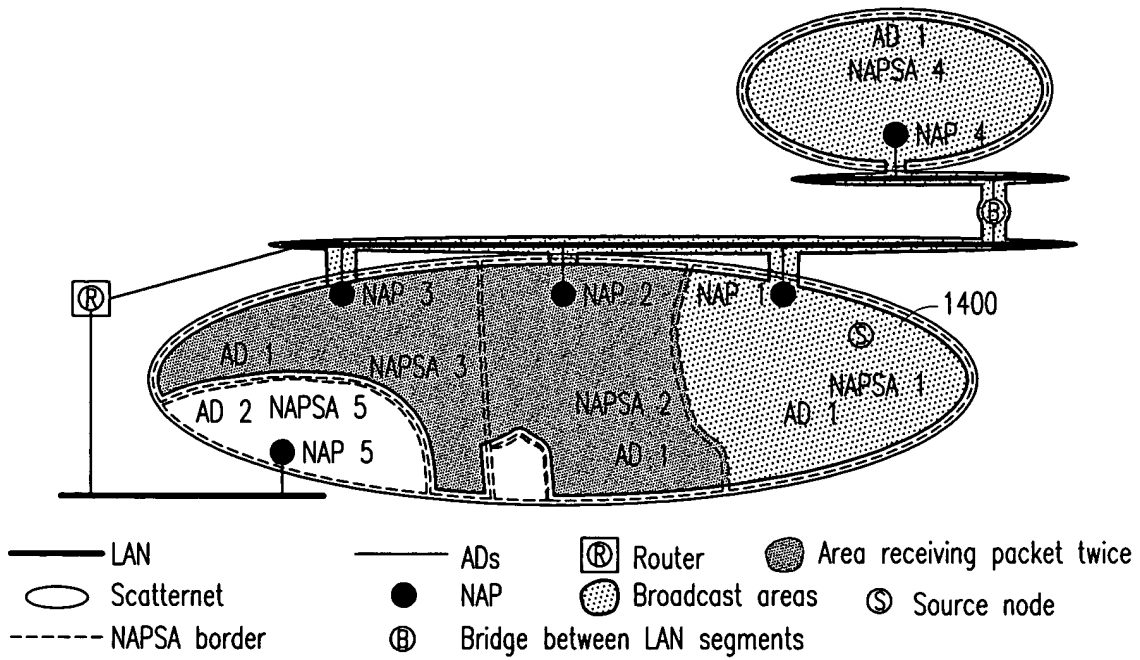 AD 1
NAPSA 4
NAP 4
B
R
NAP 3
NAP 2
NAP 1
1400
S
AD 1
NAPSA 3
NAPSA 1
AD 2 NAPSA 5
NAPSA 2
AD 1
NAP 5
AD 1
LAN
ADs
R Router
Area receiving packet twice
Scatternet
NAP
Broadcast areas
S Source node
NAPSA border
B Bridge between LAN segments